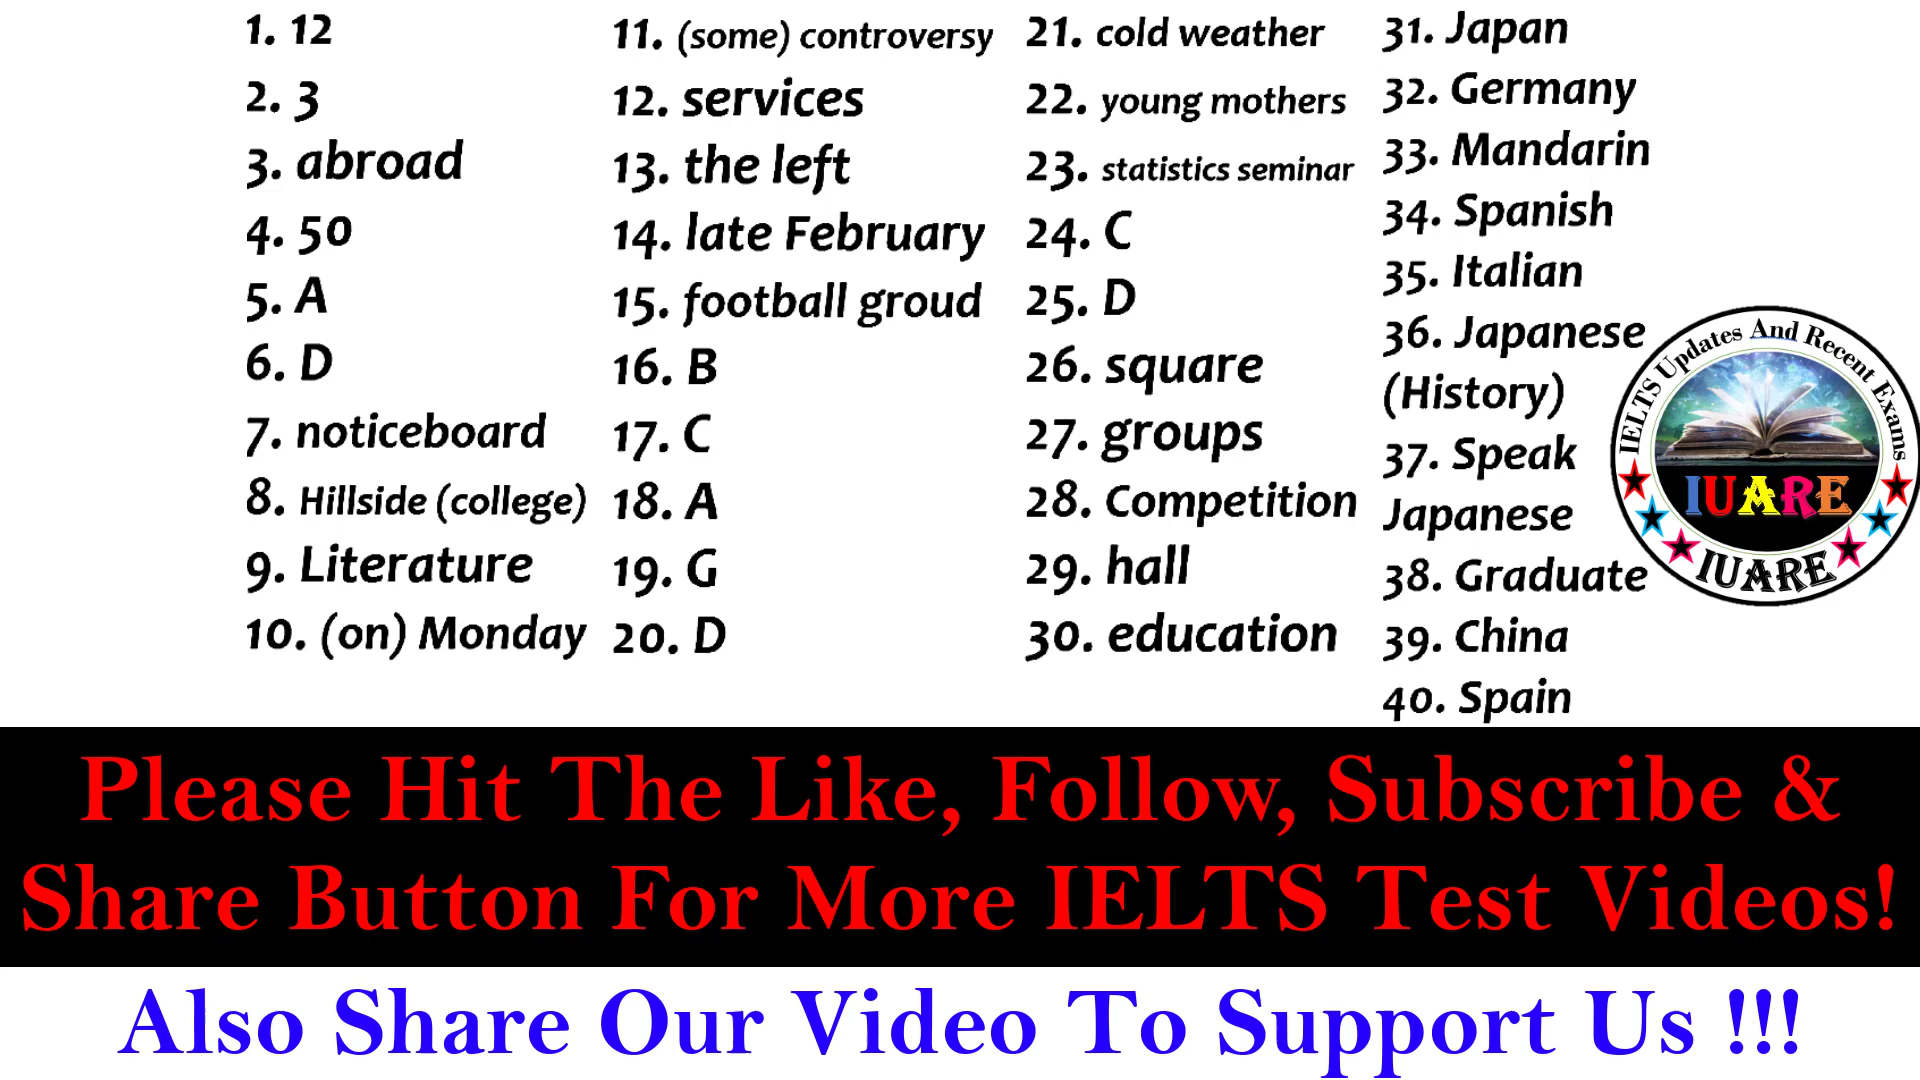 1. 12
2. 3
3. abroad
4. 50
5. A
6. D
7. noticeboard
8. Hillside (college)
9. Literature
10. (on) Monday
11. (some) controversy
12. services
13. the left
14. late February
15. football groud
16. B
17. C
18. A
19. G
20. D
21. cold weather
22. young mothers
23. statistics seminar
24. C
25. D
26. square
27. groups
28. Competition
29. hall
30. education
31. Japan
32. Germany
33. Mandarin
34. Spanish
35. Italian
36. Japanese
(History)
37. Speak
Japanese
38. Graduate
39. China
40. Spain
IELTS Updates And Recent Exams
IUARE
IUARE
Please Hit The Like, Follow, Subscribe &
Share Button For More IELTS Test Videos!
Also Share Our Video To Support Us !!!